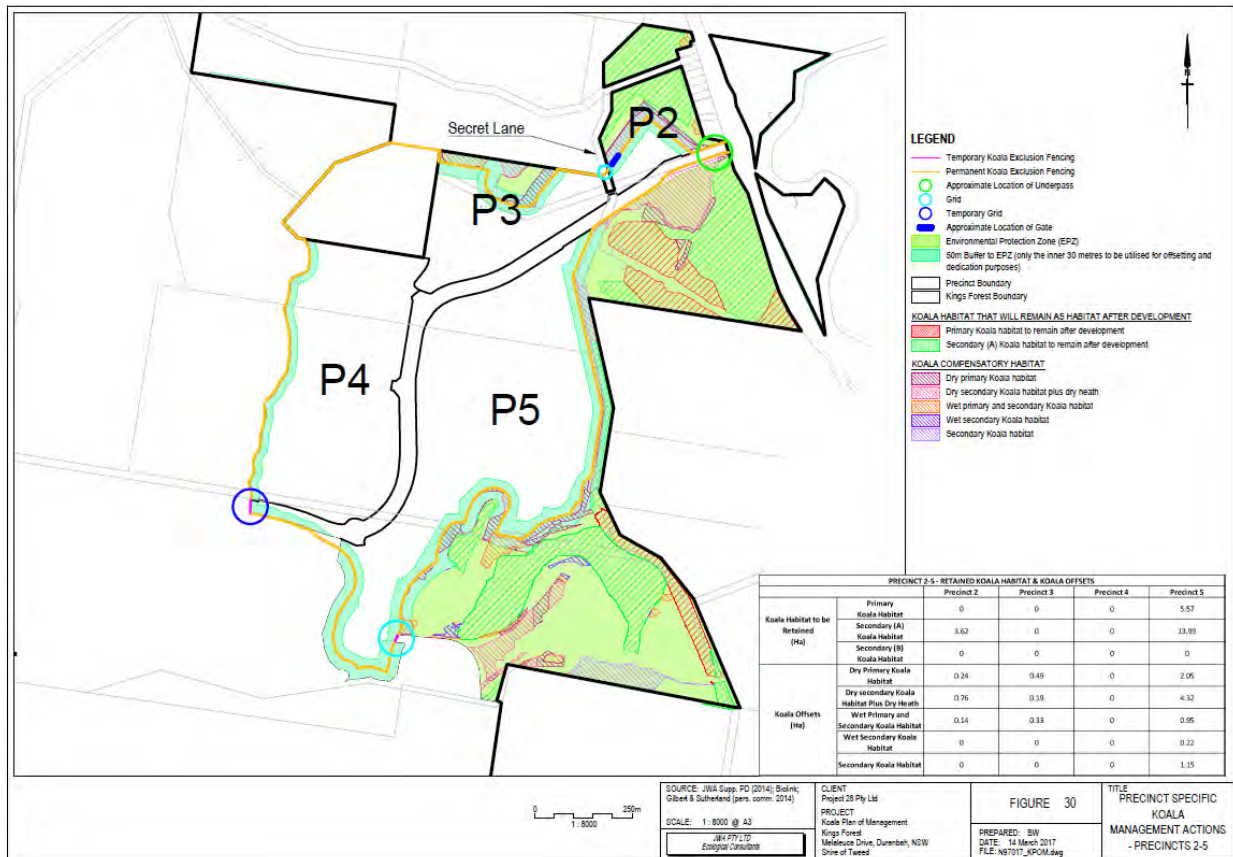 Secret Lane
P2
P3
P4
P5
N
LEGEND
Temporary Koala Exclusion Fencing
Permanent Koala Exclusion Fencing
Approximate Location of Underpass
Grid
Temporary Grid
Approximate Location of Gate
Environmental Protection Zone (EPZ)
50m Buffer to EPZ (only the inner 30 metres to be utilised for offsetting and
dedication purposes)
Precinct Boundary
Kings Forest Boundary
KOALA HABITAT THAT WILL REMAIN AS HABITAT AFTER DEVELOPMENT
Primary Koala habitat to remain after development
Secondary (A) Koala habitat to remain after development
KOALA COMPENSATORY HABITAT
Dry primary Koala habitat
Dry secondary Koala habitat plus dry heath
Wet primary and secondary Koala habitat
Wet secondary Koala habitat
Secondary Koala habitat
PRECINCT 2-5 - RETAINED KOALA HABITAT & KOALA OFFSETS
Precinct 2 Precinct 3 Precinct 4 Precinct 5
Koala Habitat to be
Retained
(Ha)
Primary
Koala Habitat 0 0 0 5.57
Secondary (A)
Koala Habitat 3.62 0 0 13.99
Secondary (B)
Koala Habitat 0 0 0 0
Koala Offsets
(Ha)
Dry Primary Koala
Habitat 0.24 0.49 0 2.05
Dry secondary Koala
Habitat Plus Dry Heath 0.76 0.19 0 4.32
Wet Primary and
Secondary Koala Habitat 0.14 0.33 0 0.95
Wet Secondary Koala
Habitat 0 0 0 0.22
Secondary Koala Habitat 0 0 0 1.15
0 250m
1 : 8000
SOURCE: JWA Supp. PD (2014); Biolink;
Gilbert & Sutherland (pers. comm. 2014)
SCALE: 1 : 8000 @ A3
JWA PTY LTD
Ecological Consultants
CLIENT
Project 28 Pty Ltd
PROJECT
Koala Plan of Management
Kings Forest
Melaleuca Drive, Duranbah, NSW
Shire of Tweed
FIGURE 30
PREPARED: BW
DATE: 14 March 2017
FILE: N97017_KPOM.dwg
TITLE
PRECINCT SPECIFIC
KOALA
MANAGEMENT ACTIONS
- PRECINCTS 2-5